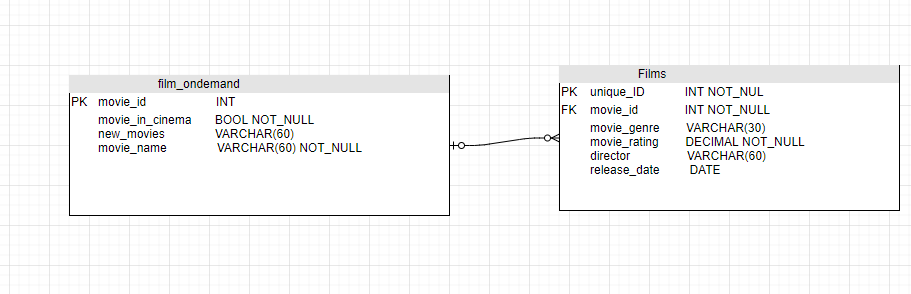 film_ondemand
PK movie_id INT
movie_in_cinema BOOL NOT_NULL
new_movies VARCHAR(60)
movie_name VARCHAR(60) NOT_NULL
Films
PK unique_ID INT NOT_NUL
FK movie_id INT NOT_NULL
movie_genre VARCHAR(30)
movie_rating DECIMAL NOT_NULL
director VARCHAR(60)
release_date DATE